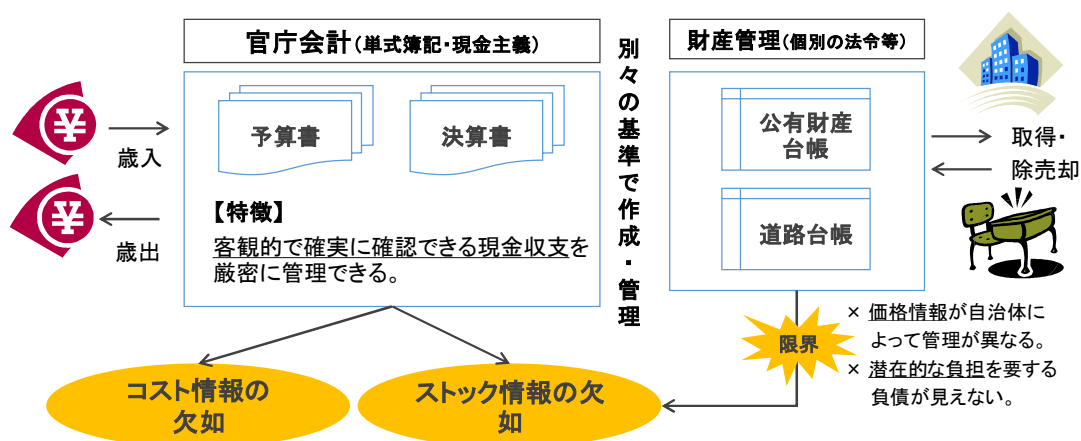 官庁会計(単式簿記・現金主義)
歳入
歳出
予算書
決算書
【特徴】
客観的で確実に確認できる現金収支を
厳密に管理できる。
別々の基準で作成・管理
財産管理(個別の法令等)
公有財産
台帳
道路台帳
取得・
除売却
限界
× 価格情報が自治体に
よって管理が異なる。
× 潜在的な負担を要する
負債が見えない。
コスト情報の
欠如
ストック情報の欠
如